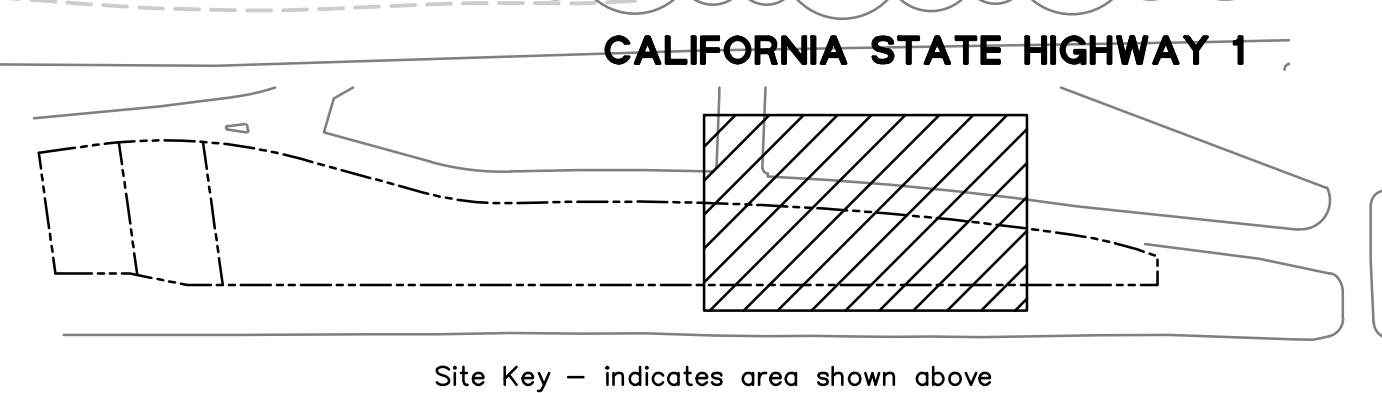 CALIFORNIA STATE HIGHWAY 1
Site Key – indicates area shown above